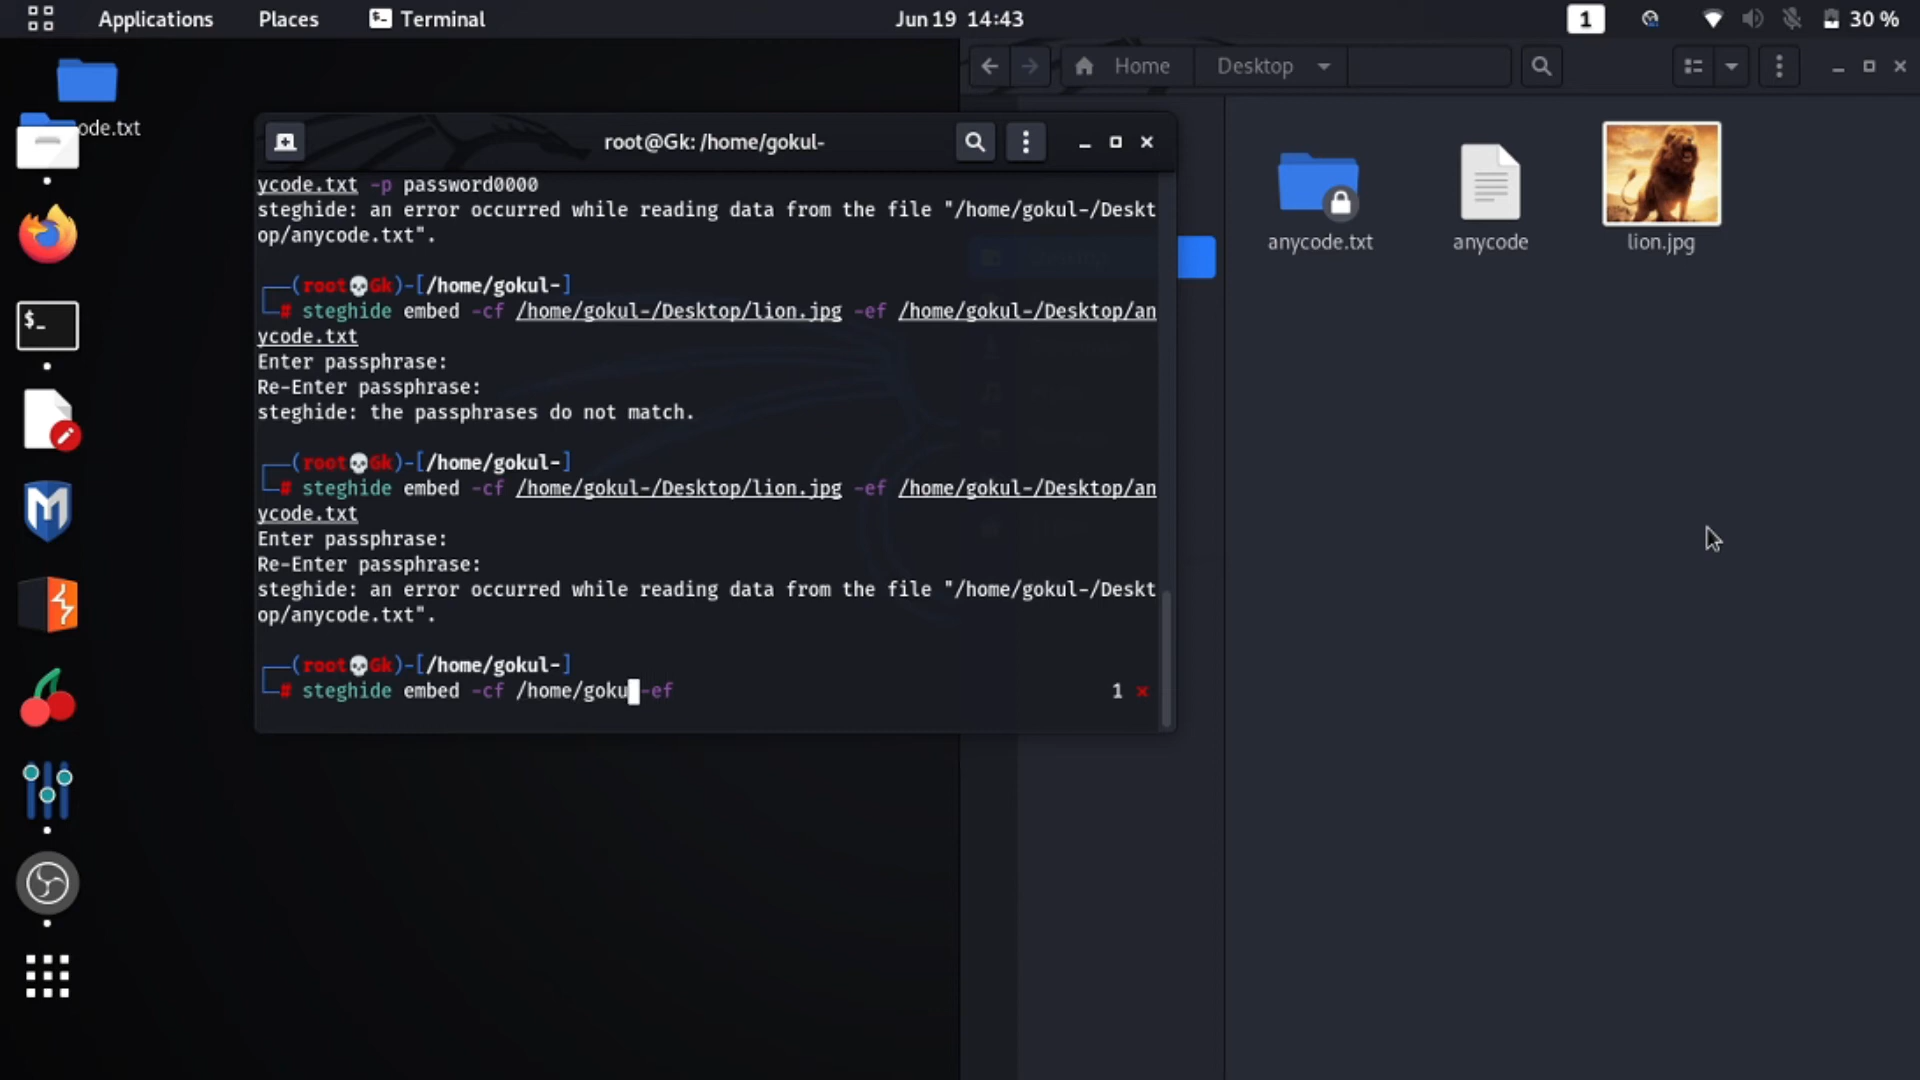 Applications Places Terminal Jun 19 14:43 1 30 %
Home Desktop
ode.txt
root@Gk: /home/gokul-
ycode.txt -p password0000
steghide: an error occurred while reading data from the file "/home/gokul-/Deskt
op/anycode.txt".
(root💀Gk)-[/home/gokul-]
# steghide embed -cf /home/gokul-/Desktop/lion.jpg -ef /home/gokul-/Desktop/an
ycode.txt
Enter passphrase:
Re-Enter passphrase:
steghide: the passphrases do not match.
(root💀Gk)-[/home/gokul-]
# steghide embed -cf /home/gokul-/Desktop/lion.jpg -ef /home/gokul-/Desktop/an
ycode.txt
Enter passphrase:
Re-Enter passphrase:
steghide: an error occurred while reading data from the file "/home/gokul-/Deskt
op/anycode.txt".
(root💀Gk)-[/home/gokul-]
# steghide embed -cf /home/goku -ef 1 ×
anycode.txt anycode lion.jpg
$_